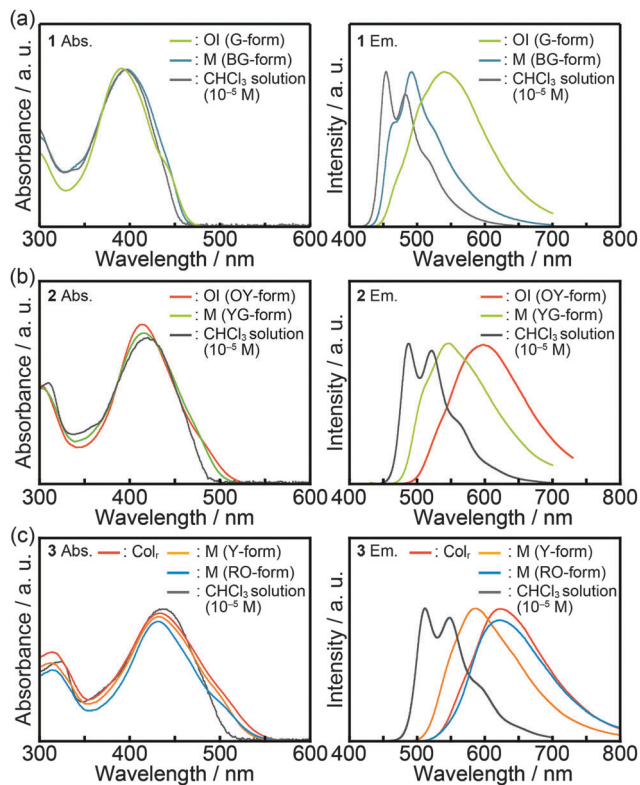 (a)
1 Abs.
: OI (G-form)
: M (BG-form)
: CHCl₃ solution
(10⁻⁵ M)
Absorbance / a. u.
300 400 500 600
Wavelength / nm
1 Em.
: OI (G-form)
: M (BG-form)
: CHCl₃ solution
(10⁻⁵ M)
Intensity / a. u.
400 500 600 700 800
Wavelength / nm
(b)
2 Abs.
: OI (OY-form)
: M (YG-form)
: CHCl₃ solution
(10⁻⁵ M)
Absorbance / a. u.
300 400 500 600
Wavelength / nm
2 Em.
: OI (OY-form)
: M (YG-form)
: CHCl₃ solution
(10⁻⁵ M)
Intensity / a. u.
400 500 600 700 800
Wavelength / nm
(c)
3 Abs. : Colᵣ : M (Y-form)
: M (RO-form)
: CHCl₃ solution
(10⁻⁵ M)
Absorbance / a. u.
300 400 500 600
Wavelength / nm
3 Em. : Colᵣ : M (Y-form)
: M (RO-form)
: CHCl₃ solution
(10⁻⁵ M)
Intensity / a. u.
400 500 600 700 800
Wavelength / nm